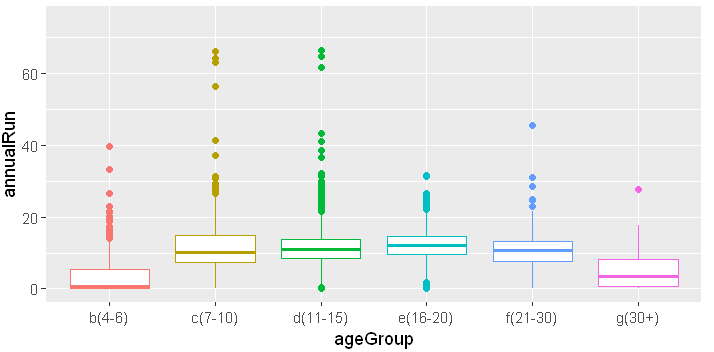 annualRun
60
40
20
0
b(4-6) c(7-10) d(11-15) e(16-20) f(21-30) g(30+)
ageGroup